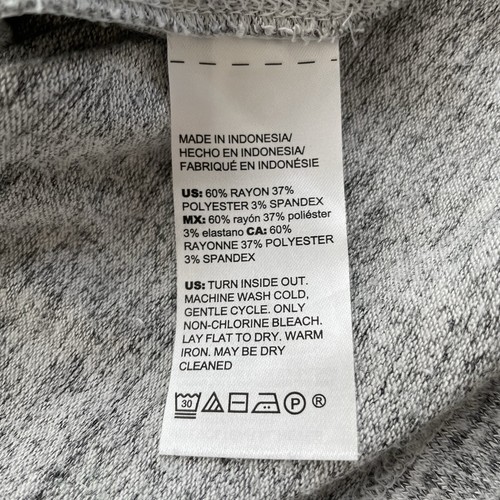 MADE IN INDONESIA/
HECHO EN INDONESIA/
FABRIQUÉ EN INDONÉSIE
US: 60% RAYON 37%
POLYESTER 3% SPANDEX
MX: 60% rayón 37% poliéster
3% elastano CA: 60%
RAYONNE 37% POLYESTER
3% SPANDEX
US: TURN INSIDE OUT.
MACHINE WASH COLD,
GENTLE CYCLE. ONLY
NON-CHLORINE BLEACH.
LAY FLAT TO DRY. WARM
IRON. MAY BE DRY
CLEANED
30 P ®